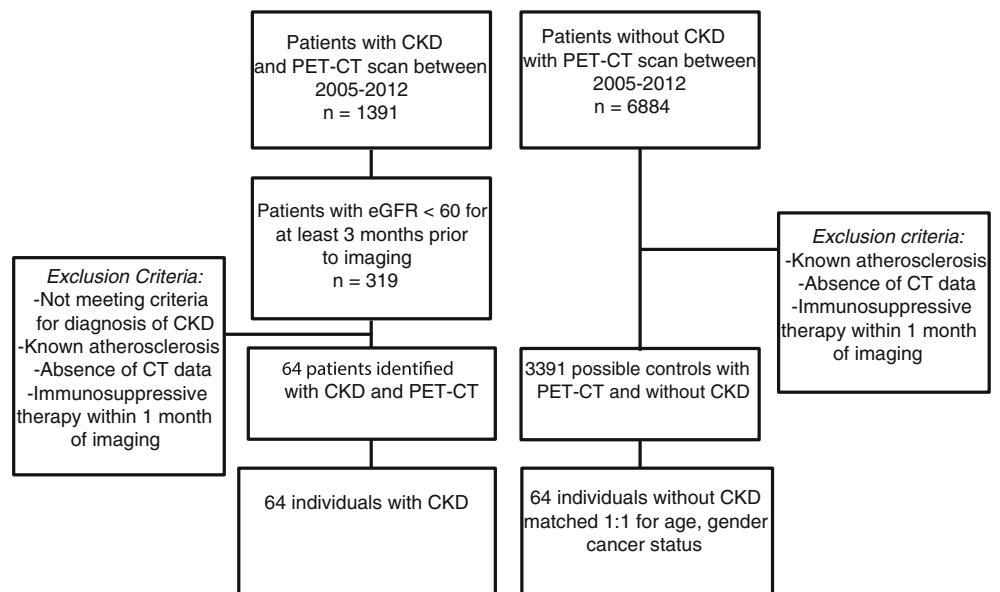 Patients with CKD
and PET-CT scan between
2005-2012
n = 1391
Patients without CKD
with PET-CT scan between
2005-2012
n = 6884
Patients with eGFR < 60 for
at least 3 months prior
to imaging
n = 319
Exclusion criteria:
-Known atherosclerosis
-Absence of CT data
-Immunosuppressive
therapy within 1 month
of imaging
Exclusion Criteria:
-Not meeting criteria
for diagnosis of CKD
-Known atherosclerosis
-Absence of CT data
-Immunosuppressive
therapy within 1 month
of imaging
64 patients identified
with CKD and PET-CT
3391 possible controls with
PET-CT and without CKD
64 individuals with CKD
64 individuals without CKD
matched 1:1 for age, gender
cancer status